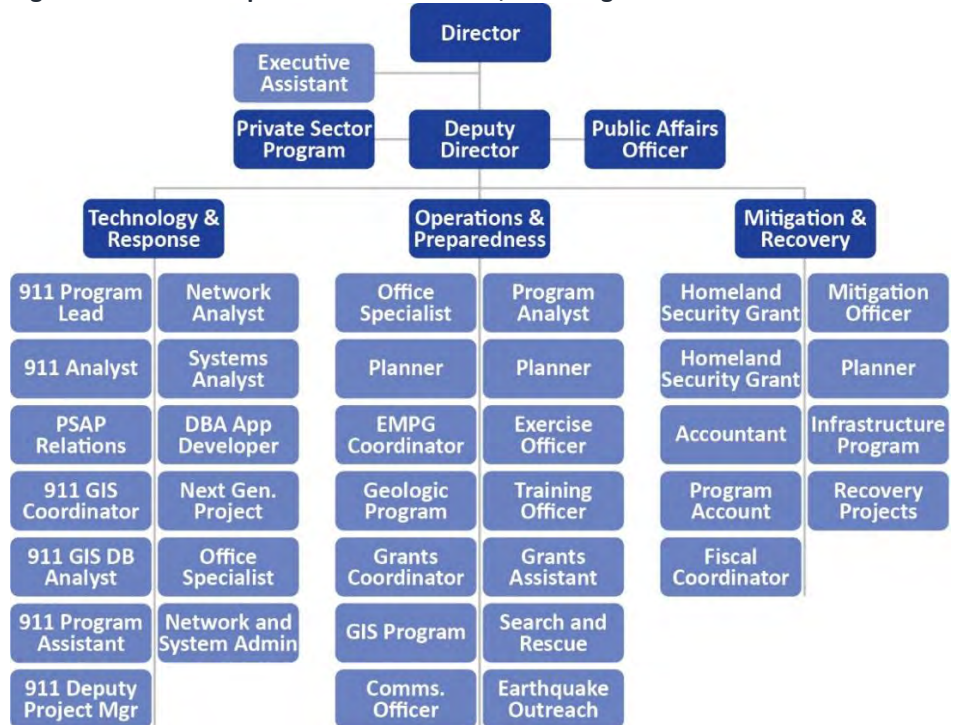 Director
Executive
Assistant
Private Sector
Program
Deputy
Director
Public Affairs
Officer
Technology &
Response
Operations &
Preparedness
Mitigation &
Recovery
911 Program
Lead
Network
Analyst
Office
Specialist
Program
Analyst
Homeland
Security Grant
Mitigation
Officer
911 Analyst
Systems
Analyst
Planner
Planner
Homeland
Security Grant
Planner
PSAP
Relations
DBA App
Developer
EMPG
Coordinator
Exercise
Officer
Accountant
Infrastructure
Program
911 GIS
Coordinator
Next Gen.
Project
Geologic
Program
Training
Officer
Program
Account
Recovery
Projects
911 GIS DB
Analyst
Office
Specialist
Grants
Coordinator
Grants
Assistant
Fiscal
Coordinator
911 Program
Assistant
Network and
System Admin
GIS Program
Search and
Rescue
911 Deputy
Project Mgr
Comms.
Officer
Earthquake
Outreach